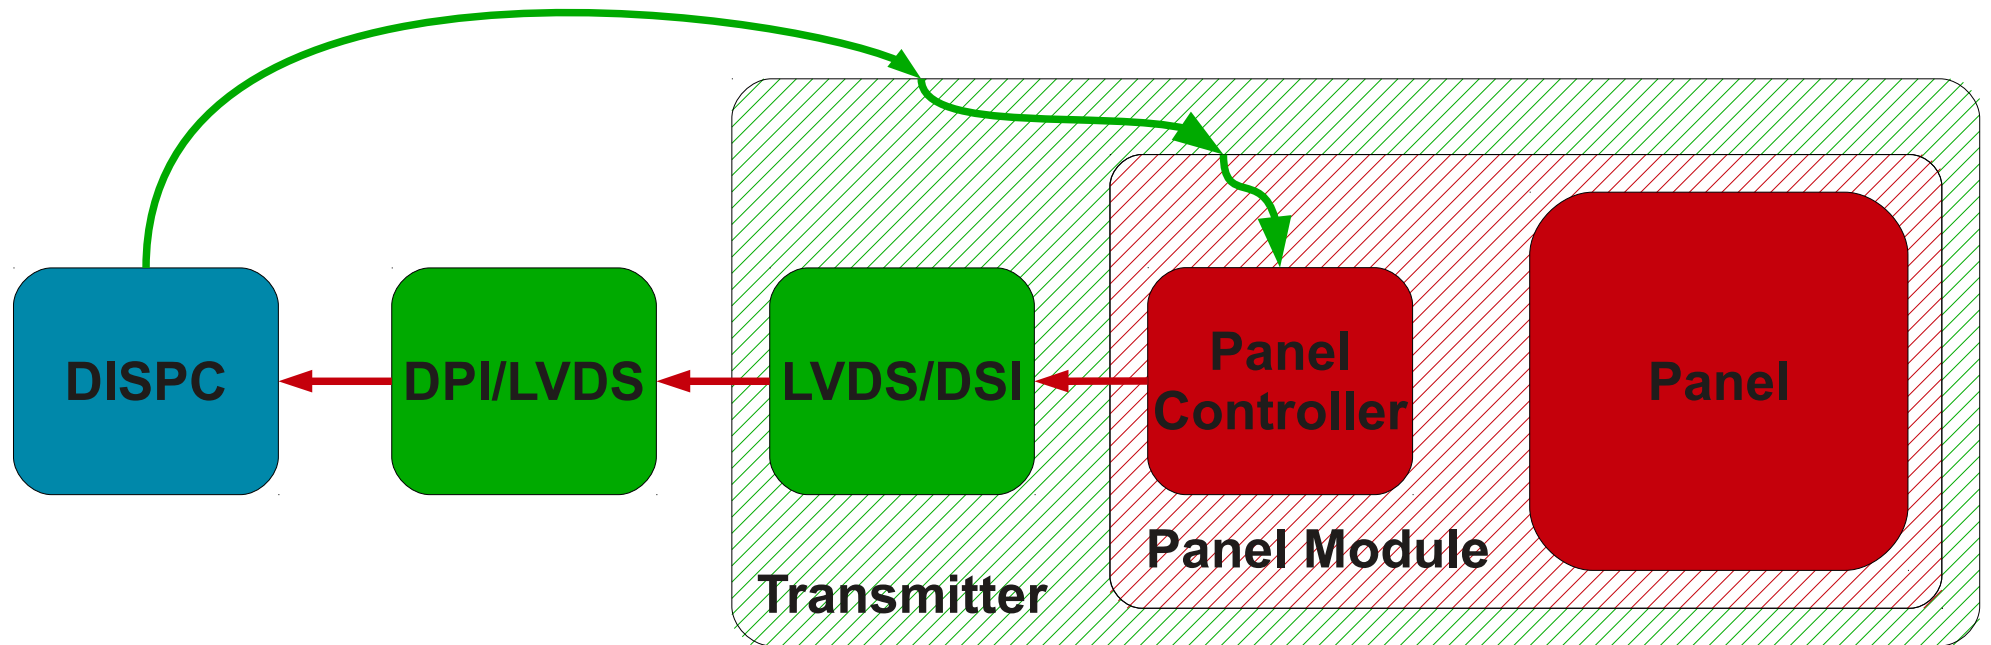 DISPC
DPI/LVDS
LVDS/DSI
Panel
Controller
Panel
Panel Module
Transmitter